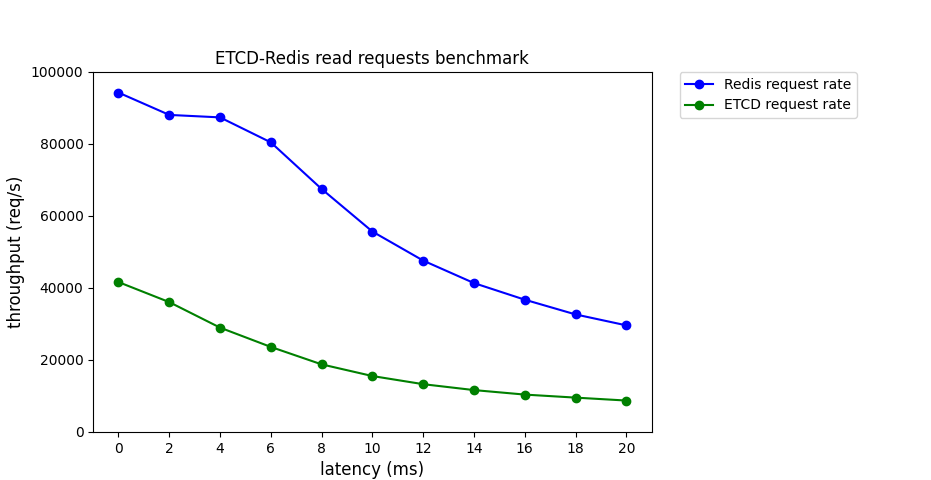 ETCD-Redis read requests benchmark
Redis request rate
ETCD request rate
throughput (req/s)
100000
80000
60000
40000
20000
0
0 2 4 6 8 10 12 14 16 18 20
latency (ms)